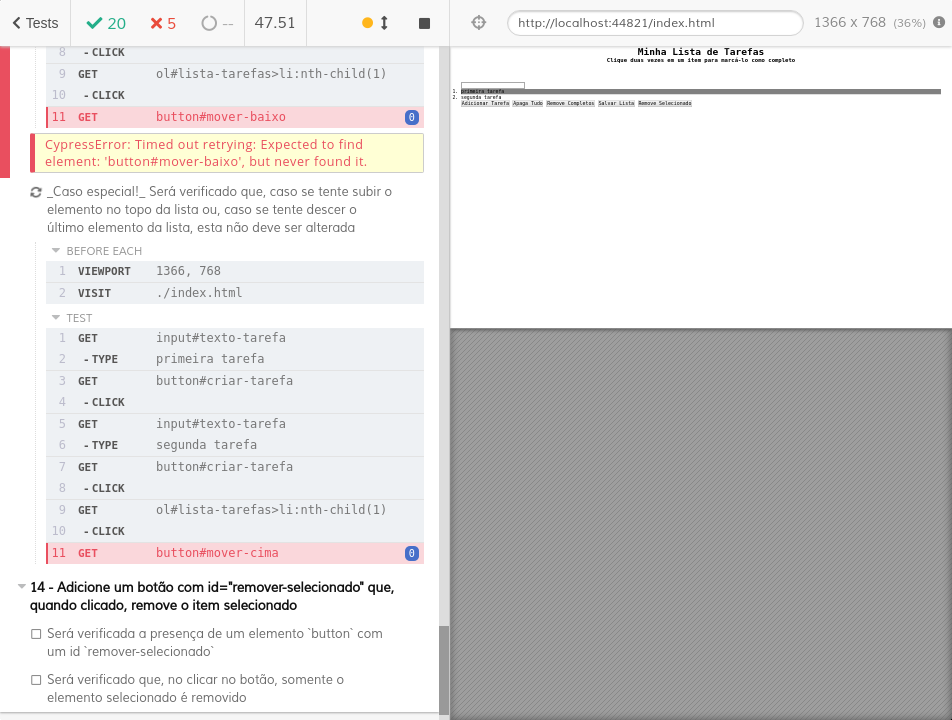 Tests 20 5 -- 47.51
http://localhost:44821/index.html 1366 x 768 (36%)
8 - CLICK
9 GET ol#lista-tarefas>li:nth-child(1)
10 - CLICK
11 GET button#mover-baixo 0
CypressError: Timed out retrying: Expected to find
element: 'button#mover-baixo', but never found it.
_Caso especial!_ Será verificado que, caso se tente subir o
elemento no topo da lista ou, caso se tente descer o
último elemento da lista, esta não deve ser alterada
BEFORE EACH
1 VIEWPORT 1366, 768
2 VISIT ./index.html
TEST
1 GET input#texto-tarefa
2 - TYPE primeira tarefa
3 GET button#criar-tarefa
4 - CLICK
5 GET input#texto-tarefa
6 - TYPE segunda tarefa
7 GET button#criar-tarefa
8 - CLICK
9 GET ol#lista-tarefas>li:nth-child(1)
10 - CLICK
11 GET button#mover-cima 0
14 - Adicione um botão com id="remover-selecionado" que,
quando clicado, remove o item selecionado
Será verificada a presença de um elemento `button` com
um id `remover-selecionado`
Será verificado que, no clicar no botão, somente o
elemento selecionado é removido
Minha Lista de Tarefas
Clique duas vezes em um item para marcá-lo como completo
1. primeira tarefa
2. segunda tarefa
Adicionar Tarefa Apaga Tudo Remove Completos Salvar Lista Remove Selecionado